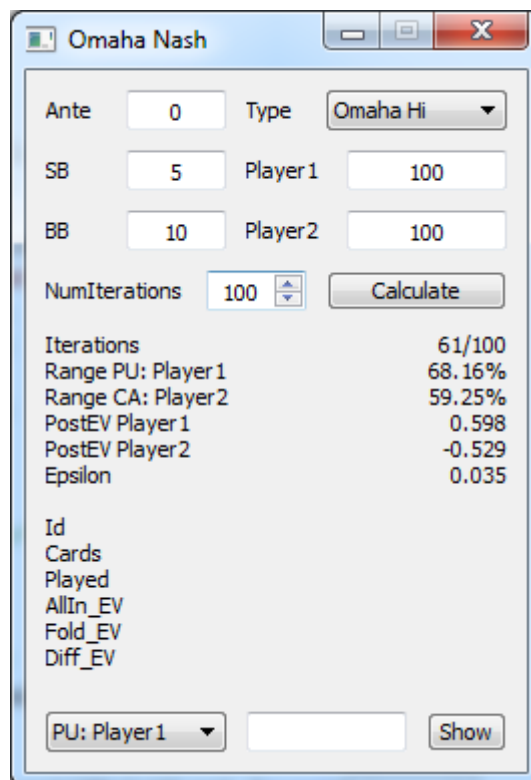 Omaha Nash
Ante 0 Type Omaha Hi
SB 5 Player1 100
BB 10 Player2 100
NumIterations 100 Calculate
Iterations 61/100
Range PU: Player1 68.16%
Range CA: Player2 59.25%
PostEV Player1 0.598
PostEV Player2 -0.529
Epsilon 0.035
Id
Cards
Played
AllIn_EV
Fold_EV
Diff_EV
PU: Player1 Show